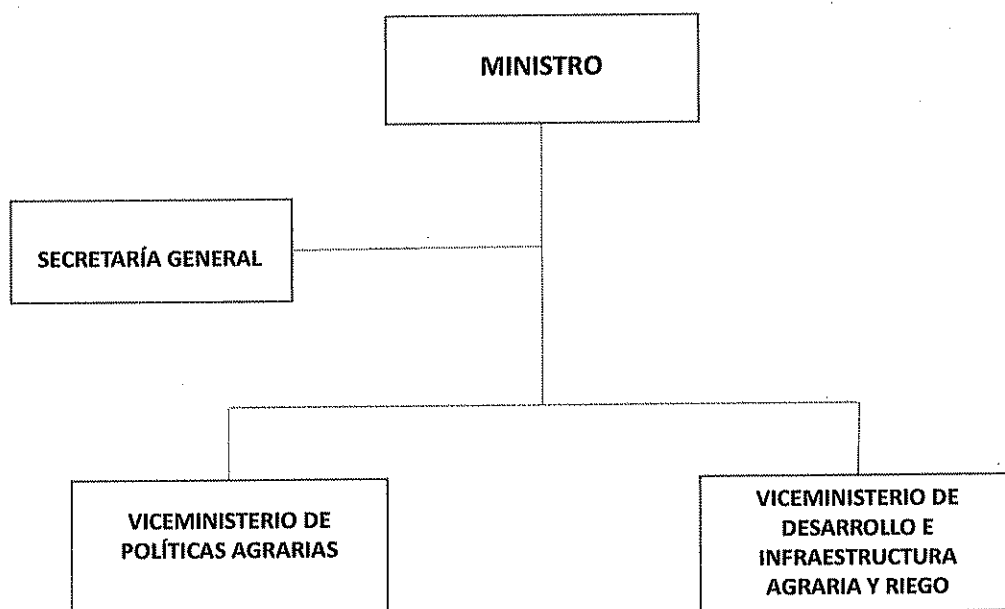 MINISTRO
SECRETARÍA GENERAL
VICEMINISTERIO DE
POLÍTICAS AGRARIAS
VICEMINISTERIO DE
DESARROLLO E
INFRAESTRUCTURA
AGRARIA Y RIEGO